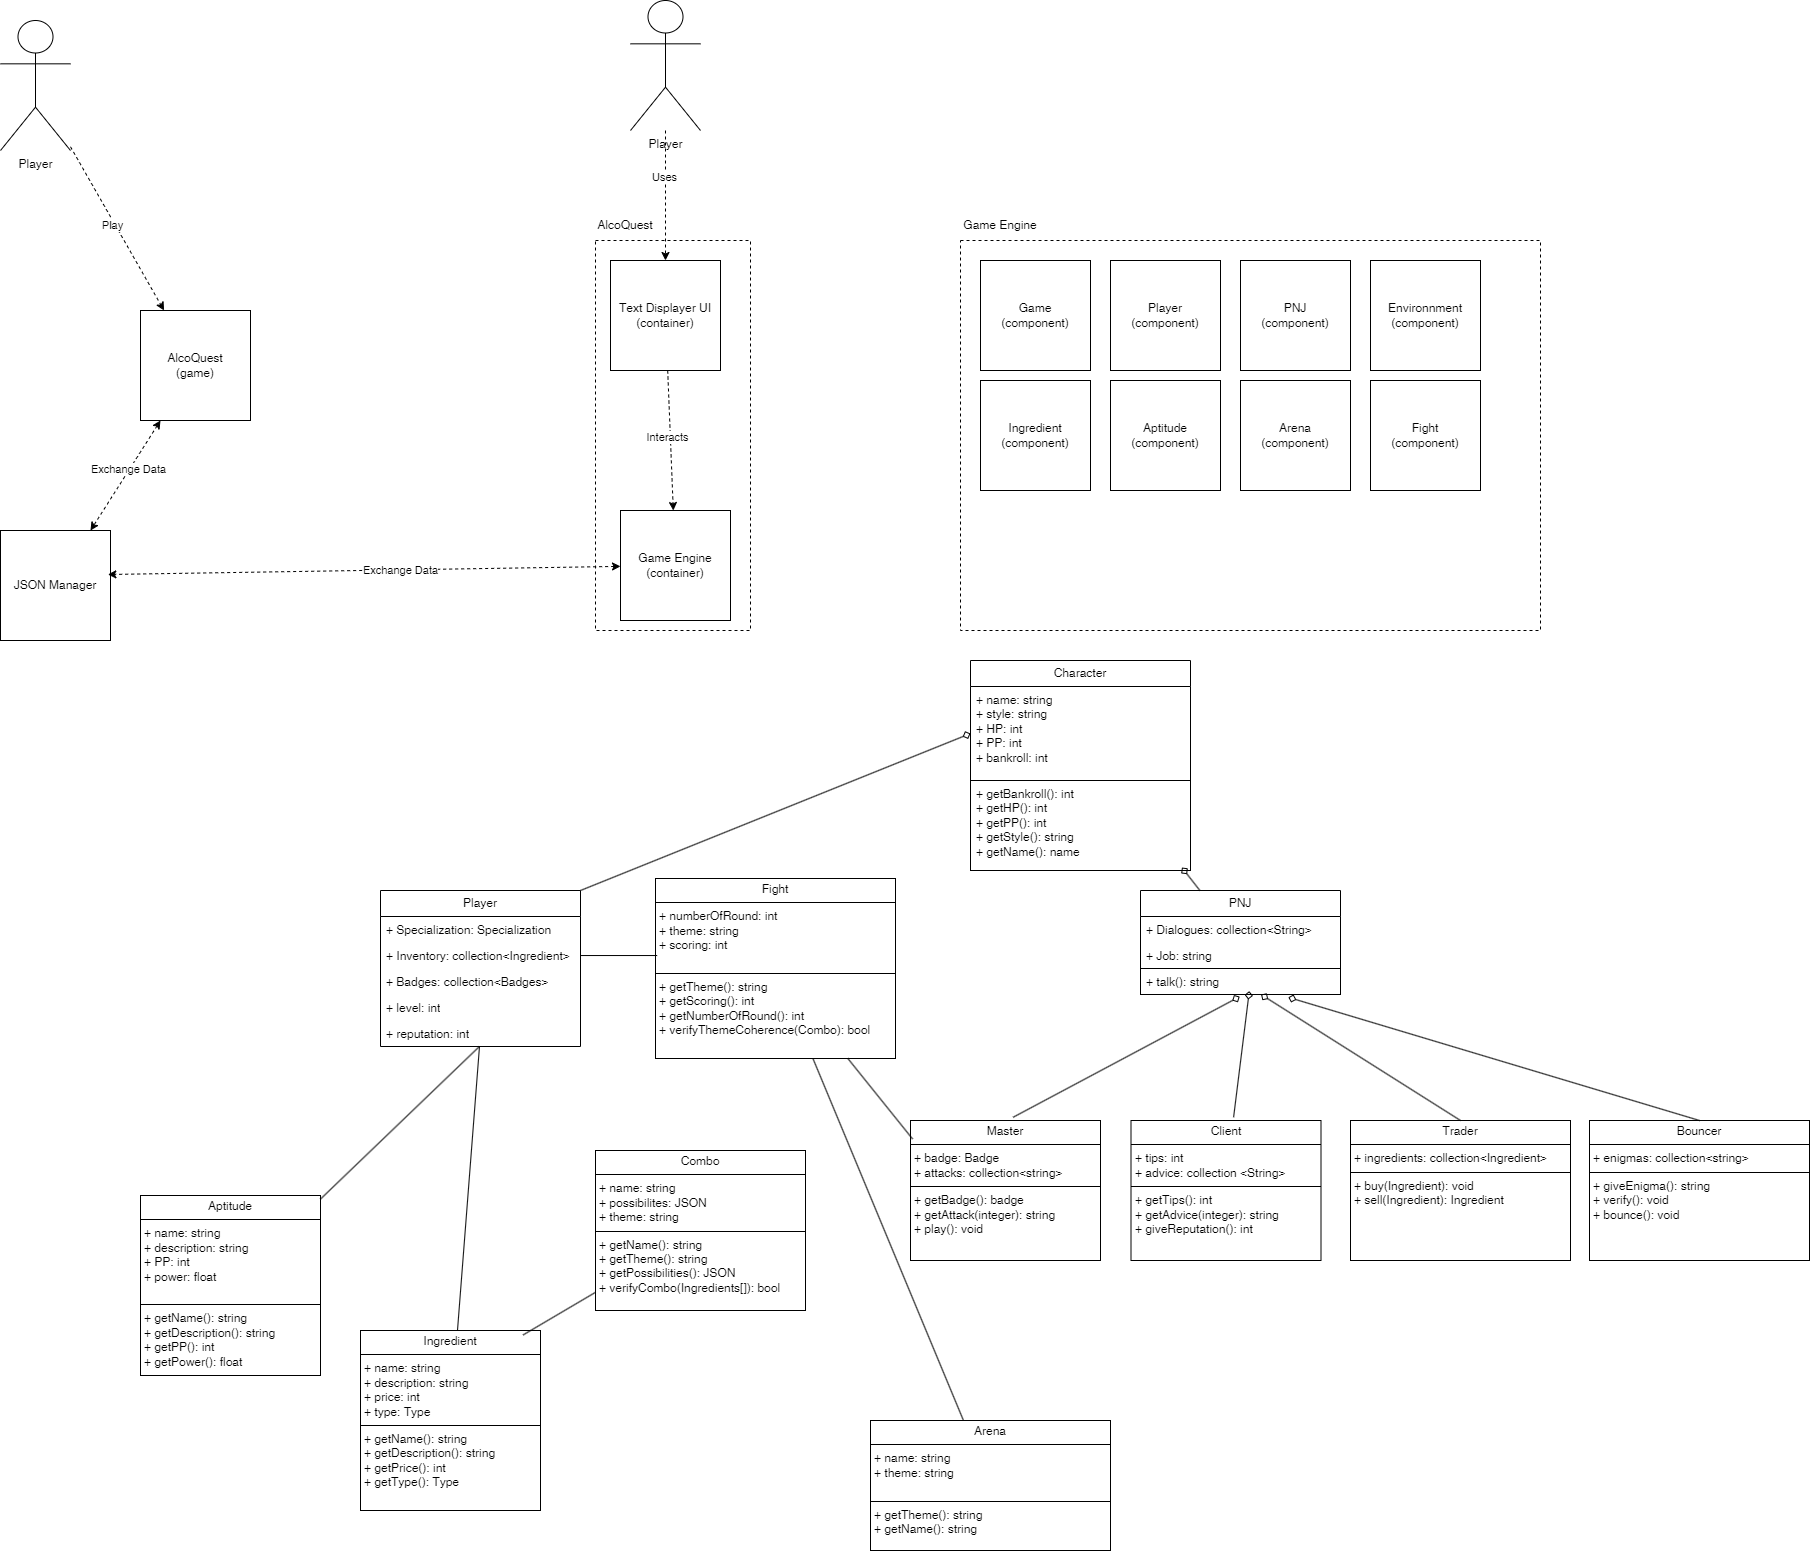 Player
Play
AlcoQuest
(game)
Exchange Data
JSON Manager
Player
Uses
AlcoQuest
Text Displayer UI
(container)
Interacts
Game Engine
(container)
Exchange Data
Game Engine
Game
(component)
Player
(component)
PNJ
(component)
Environnment
(component)
Ingredient
(component)
Aptitude
(component)
Arena
(component)
Fight
(component)
Character
+ name: string
+ style: string
+ HP: int
+ PP: int
+ bankroll: int
+ getBankroll(): int
+ getHP(): int
+ getPP(): int
+ getStyle(): string
+ getName(): name
Player
+ Specialization: Specialization
+ Inventory: collection<Ingredient>
+ Badges: collection<Badges>
+ level: int
+ reputation: int
Fight
+ numberOfRound: int
+ theme: string
+ scoring: int
+ getTheme(): string
+ getScoring(): int
+ getNumberOfRound(): int
+ verifyThemeCoherence(Combo): bool
PNJ
+ Dialogues: collection<String>
+ Job: string
+ talk(): string
Master
+ badge: Badge
+ attacks: collection<string>
+ getBadge(): badge
+ getAttack(integer): string
+ play(): void
Client
+ tips: int
+ advice: collection <String>
+ getTips(): int
+ getAdvice(integer): string
+ giveReputation(): int
Trader
+ ingredients: collection<Ingredient>
+ buy(Ingredient): void
+ sell(Ingredient): Ingredient
Bouncer
+ enigmas: collection<string>
+ giveEnigma(): string
+ verify(): void
+ bounce(): void
Combo
+ name: string
+ possibilites: JSON
+ theme: string
+ getName(): string
+ getTheme(): string
+ getPossibilities(): JSON
+ verifyCombo(Ingredients[]): bool
Aptitude
+ name: string
+ description: string
+ PP: int
+ power: float
+ getName(): string
+ getDescription(): string
+ getPP(): int
+ getPower(): float
Ingredient
+ name: string
+ description: string
+ price: int
+ type: Type
+ getName(): string
+ getDescription(): string
+ getPrice(): int
+ getType(): Type
Arena
+ name: string
+ theme: string
+ getTheme(): string
+ getName(): string